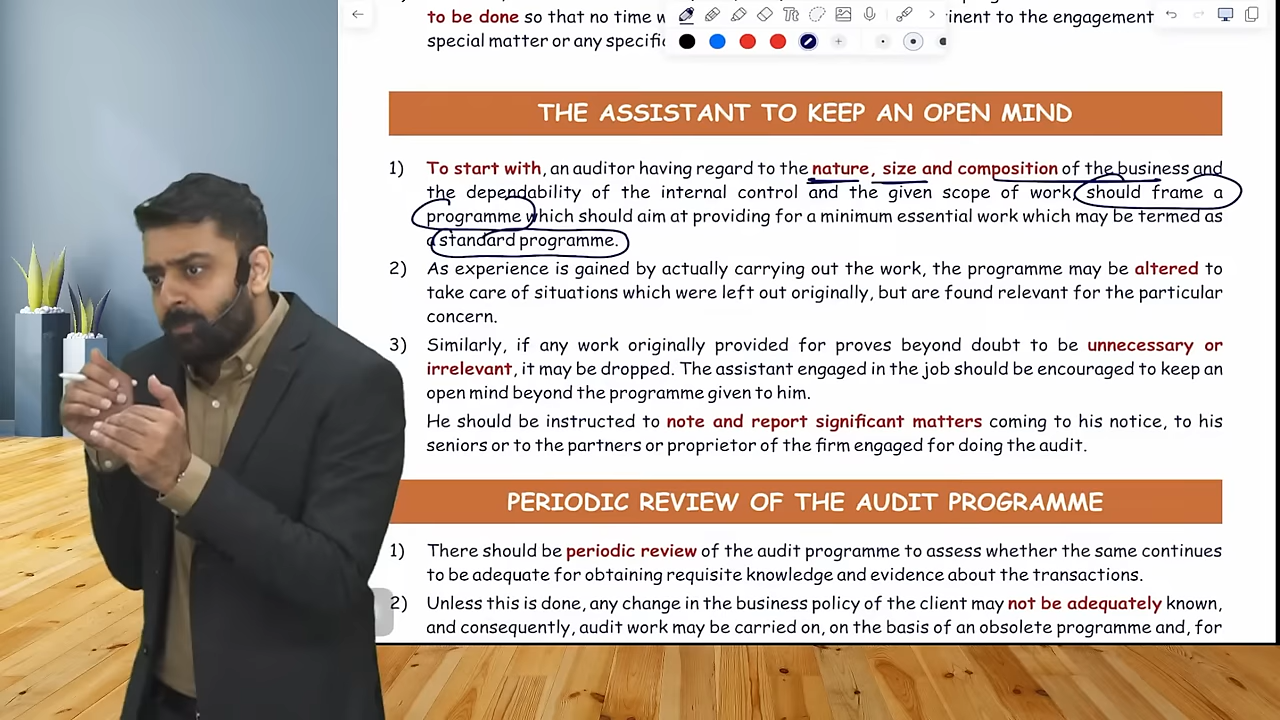 to be done so that no time w
inent to the engagement
special matter or any specific
THE ASSISTANT TO KEEP AN OPEN MIND
1) To start with, an auditor having regard to the nature, size and composition of the business and
the dependability of the internal control and the given scope of work, should frame a
programme which should aim at providing for a minimum essential work which may be termed as
a standard programme.
2) As experience is gained by actually carrying out the work, the programme may be altered to
take care of situations which were left out originally, but are found relevant for the particular
concern.
3) Similarly, if any work originally provided for proves beyond doubt to be unnecessary or
irrelevant, it may be dropped. The assistant engaged in the job should be encouraged to keep an
open mind beyond the programme given to him.
He should be instructed to note and report significant matters coming to his notice, to his
seniors or to the partners or proprietor of the firm engaged for doing the audit.
PERIODIC REVIEW OF THE AUDIT PROGRAMME
1) There should be periodic review of the audit programme to assess whether the same continues
to be adequate for obtaining requisite knowledge and evidence about the transactions.
2) Unless this is done, any change in the business policy of the client may not be adequately known,
and consequently, audit work may be carried on, on the basis of an obsolete programme and, for